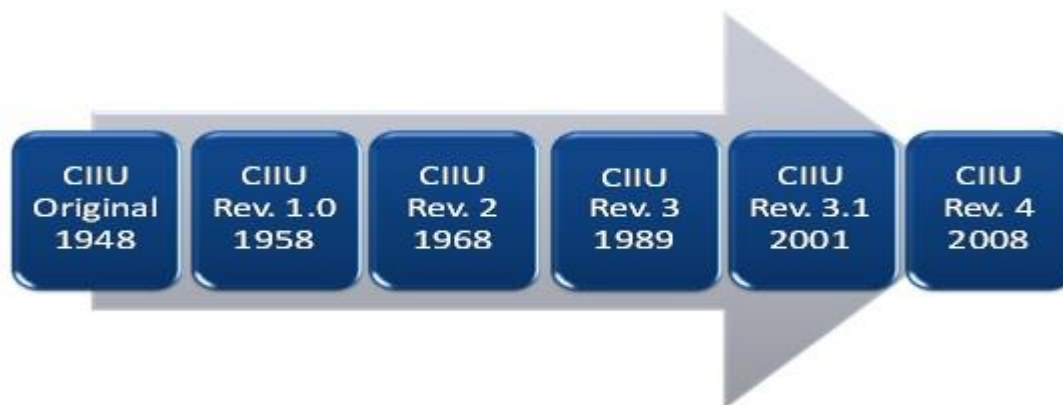 CIIU
Original
1948
CIIU
Rev. 1.0
1958
CIIU
Rev. 2
1968
CIIU
Rev. 3
1989
CIIU
Rev. 3.1
2001
CIIU
Rev. 4
2008